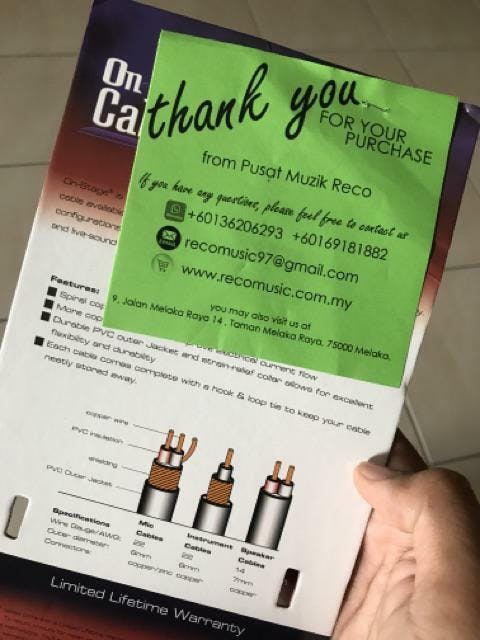 On
Ca
thank you
FOR YOUR
PURCHASE
from Pusat Muzik Reco
If you have any questions, please feel free to contact us
+60136206293 +60169181882
Email
recomusic97@gmail.com
www.recomusic.com.my
you may also visit us at
9, Jalan Melaka Raya 14, Taman Melaka Raya, 75000 Melaka.
On-Stage®
cable available
configurations
and live-sound
Features:
Spiral
More
electrical current flow
Durable PVC Outer Jacket and strain-relief collar allows for excellent
flexibility and durability
Each cable comes complete with a hook & loop tie to keep your cable
neatly stored away.
copper wire
PVC insulation
shielding
PVC Outer Jacket
Specifications Mic Cables Instrument Cables Speaker Cables
Wire Gauge/AWG: 22 22 14
Outer diameter: 6mm 6mm 7mm
Connectors: copper/zinc copper copper
Limited Lifetime Warranty